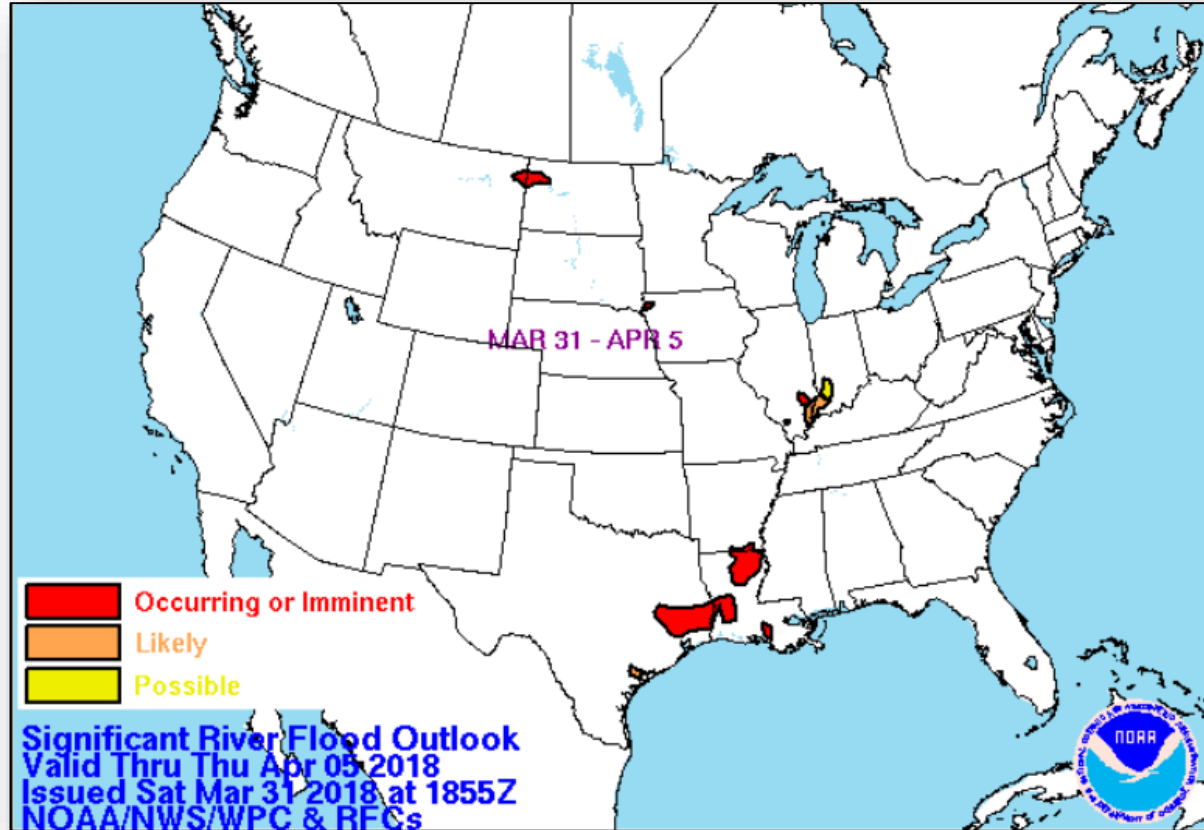 MAR 31 - APR 5
Occurring or Imminent
Likely
Possible
Significant River Flood Outlook
Valid Thru Thu Apr 05 2018
Issued Sat Mar 31 2018 at 1855Z
NOAA/NWS/WPC & RFCs
NOAA